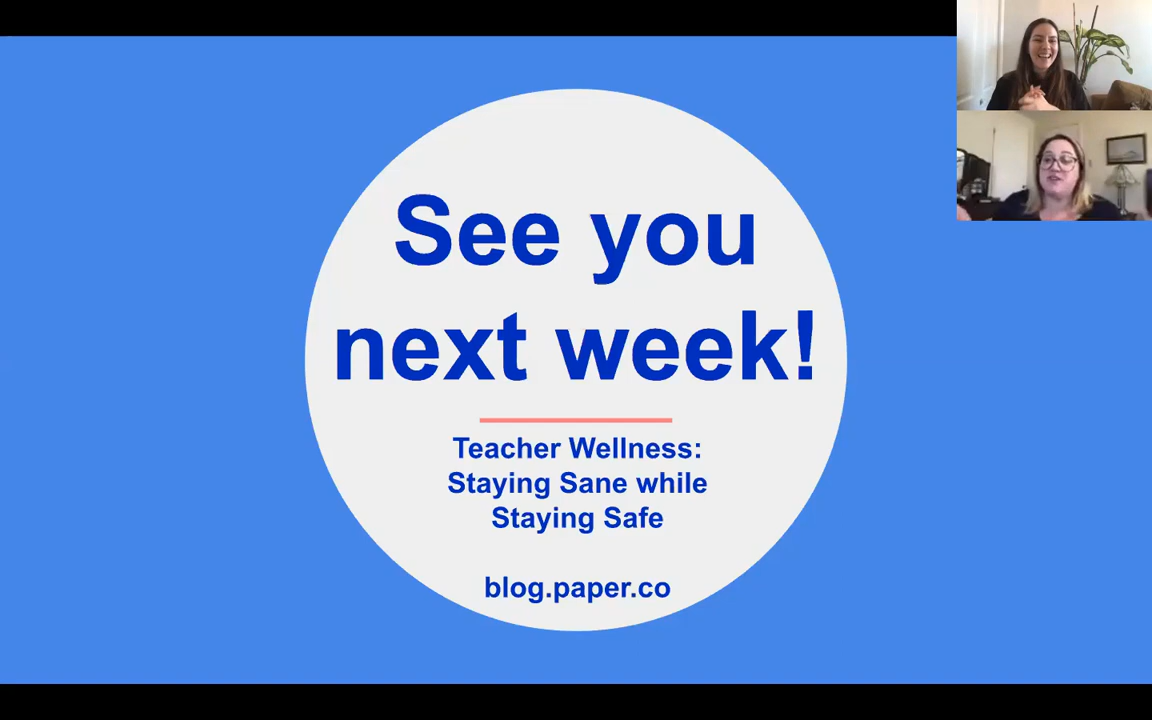 See you
next week!
Teacher Wellness:
Staying Sane while
Staying Safe
blog.paper.co